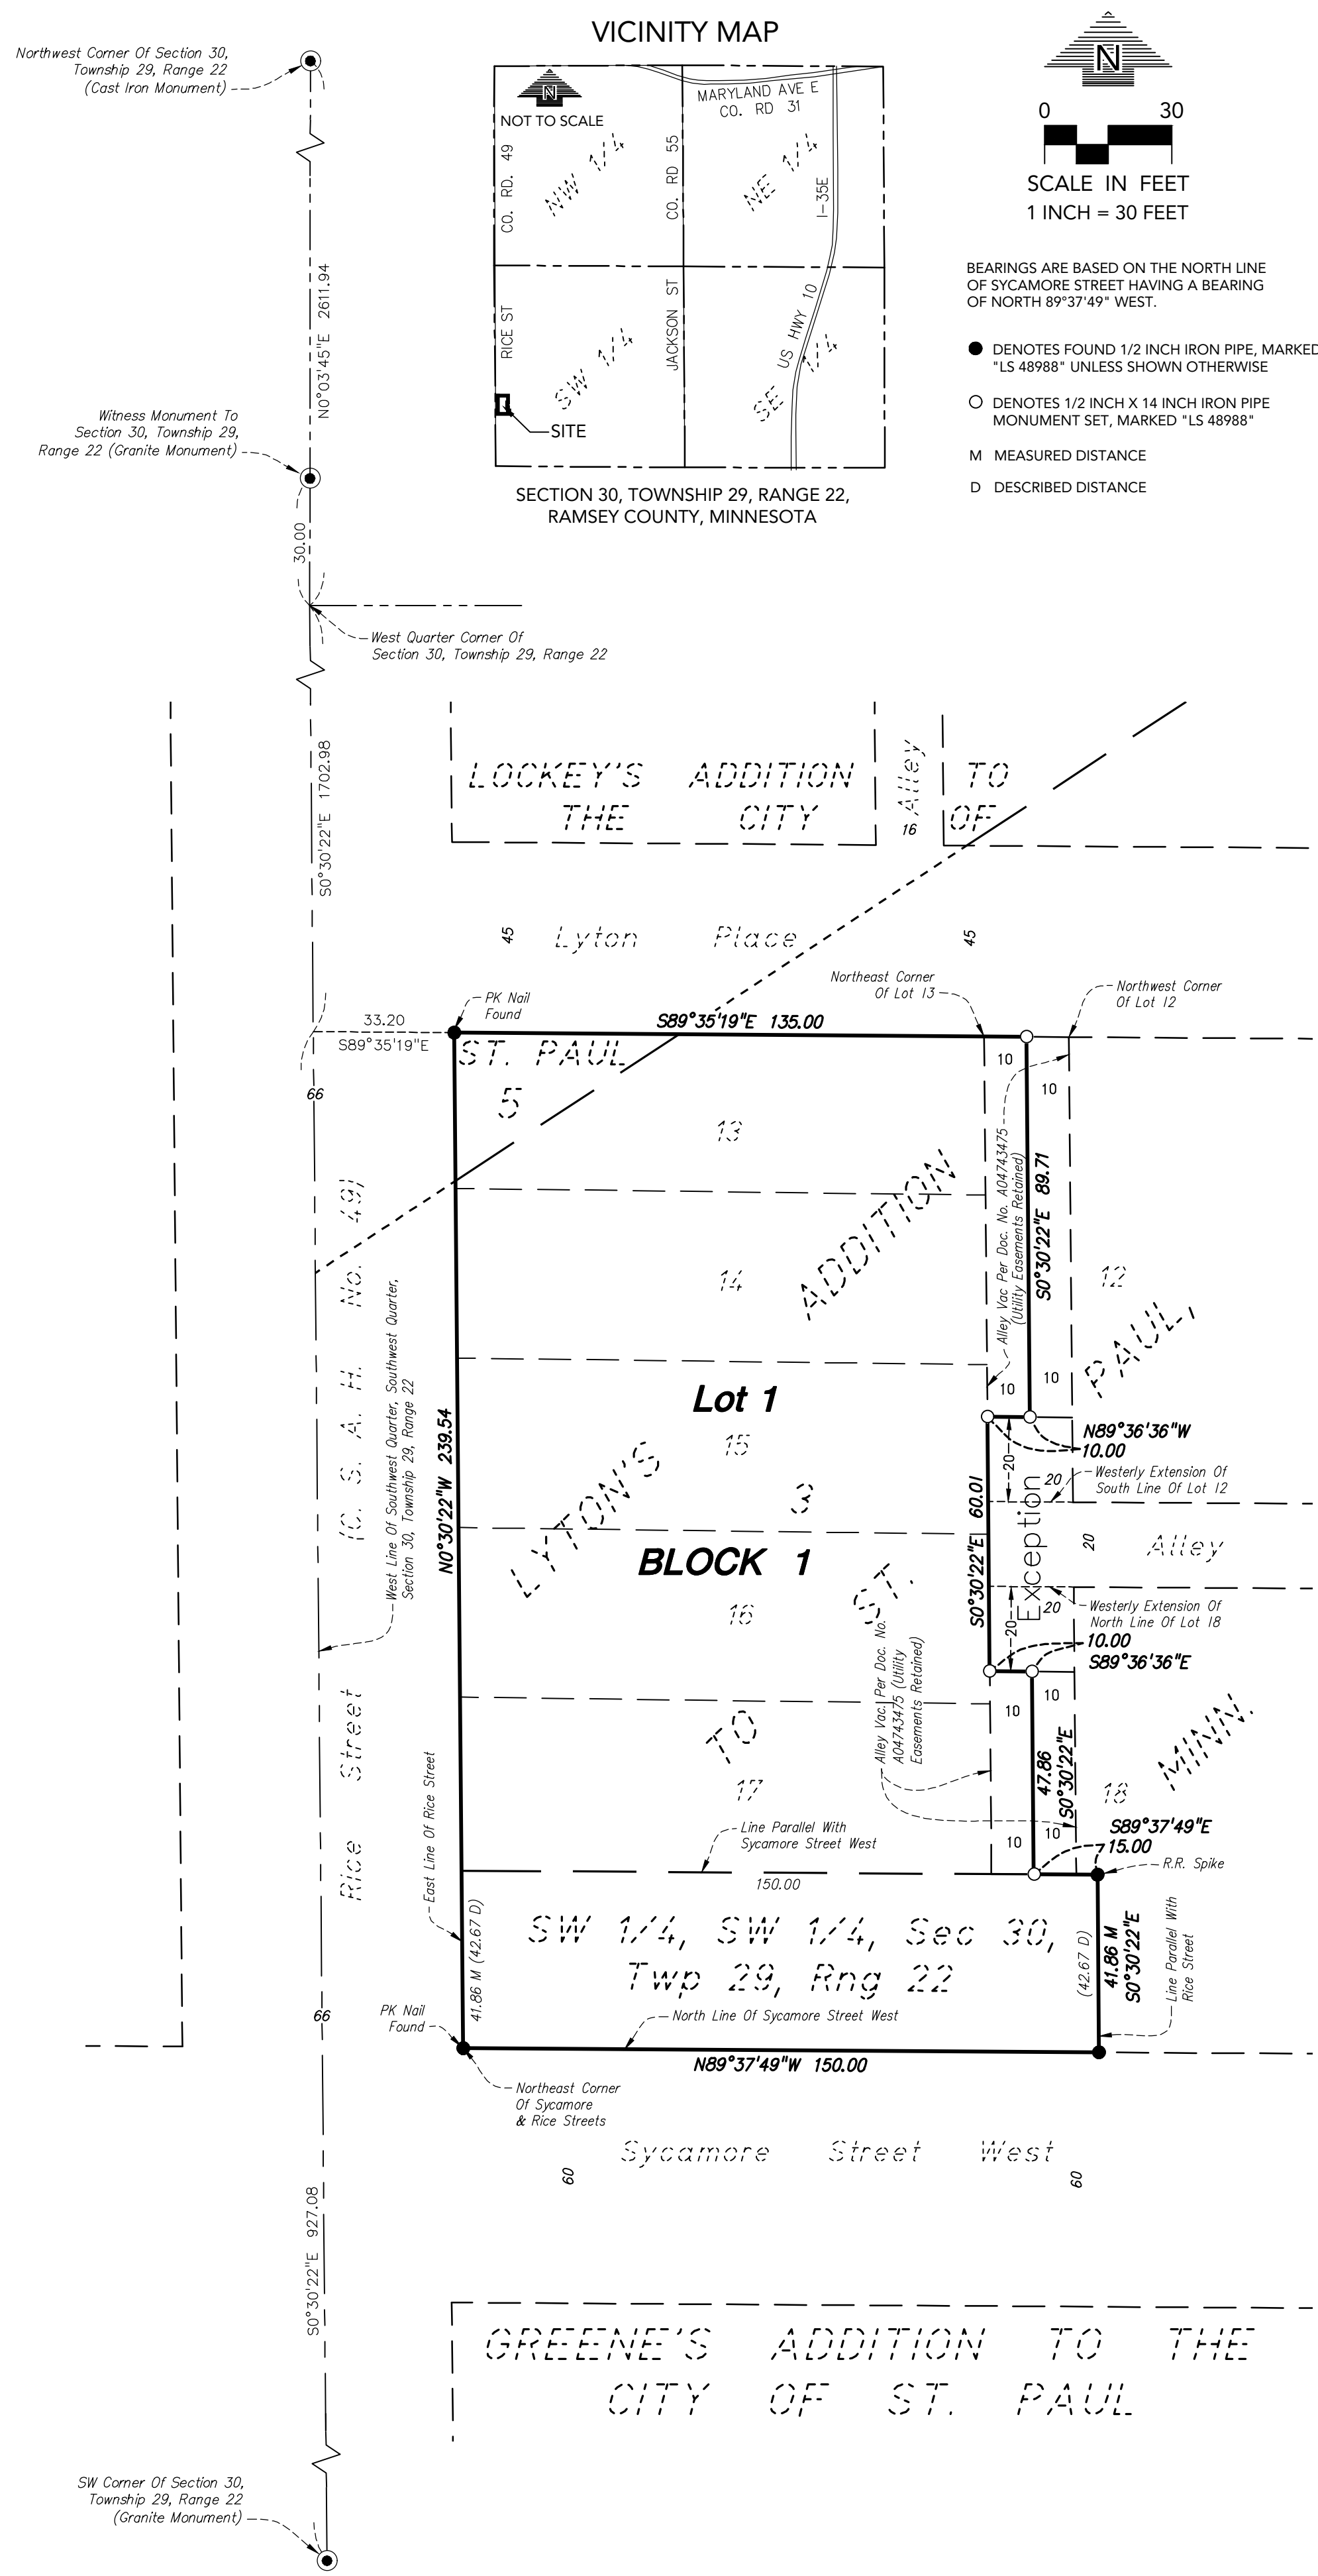 VICINITY MAP
N
NOT TO SCALE
MARYLAND AVE E
CO. RD 31
CO. RD. 49
NW 1/4
CO. RD 55
NE 1/4
I-35E
RICE ST
SW 1/4
JACKSON ST
US HWY 10
SE 1/4
SITE
SECTION 30, TOWNSHIP 29, RANGE 22,
RAMSEY COUNTY, MINNESOTA
N
0 30
SCALE IN FEET
1 INCH = 30 FEET
BEARINGS ARE BASED ON THE NORTH LINE
OF SYCAMORE STREET HAVING A BEARING
OF NORTH 89°37'49" WEST.
DENOTES FOUND 1/2 INCH IRON PIPE, MARKED
"LS 48988" UNLESS SHOWN OTHERWISE
DENOTES 1/2 INCH X 14 INCH IRON PIPE
MONUMENT SET, MARKED "LS 48988"
M MEASURED DISTANCE
D DESCRIBED DISTANCE
Northwest Corner Of Section 30,
Township 29, Range 22
(Cast Iron Monument)
N0°03'45"E 2611.94
Witness Monument To
Section 30, Township 29,
Range 22 (Granite Monument)
30.00
West Quarter Corner Of
Section 30, Township 29, Range 22
S0°30'22"E 1702.98
LOCKEY'S ADDITION TO
THE CITY OF
Alley
16
45
Lyton Place
45
Northeast Corner
Of Lot 13
Northwest Corner
Of Lot 12
PK Nail
Found
33.20
S89°35'19"E
S89°35'19"E 135.00
ST. PAUL
5
66
10
10
13
Alley Vac Per Doc. No. A04743475
(Utility Easements Retained)
S0°30'22"E 89.71
ADDITION
14
12
PAUL,
10
10
Rice Street (C. S. A. H. No. 49)
West Line Of Southwest Quarter, Southwest Quarter,
Section 30, Township 29, Range 22
N0°30'22"W 239.54
Lot 1
15
LYTON'S
3
N89°36'36"W
10.00
20
20
Westerly Extension Of
South Line Of Lot 12
S0°30'22"E 60.01
Exception
20
Alley
BLOCK 1
16
ST.
20
20
Westerly Extension Of
North Line Of Lot 18
10.00
S89°36'36"E
Alley Vac. Per Doc. No.
A04743475 (Utility
Easements Retained)
10
10
TO
17
47.86
S0°30'22"E
18
MINN.
East Line Of Rice Street
Line Parallel With
Sycamore Street West
10
10
S89°37'49"E
15.00
R.R. Spike
150.00
41.86 M (42.67 D)
SW 1/4, SW 1/4, Sec 30,
Twp 29, Rng 22
(42.67 D)
41.86 M
S0°30'22"E
Line Parallel With
Rice Street
66
PK Nail
Found
North Line Of Sycamore Street West
N89°37'49"W 150.00
Northeast Corner
Of Sycamore
& Rice Streets
60
Sycamore Street West
60
S0°30'22"E 927.08
GREENE'S ADDITION TO THE
CITY OF ST. PAUL
SW Corner Of Section 30,
Township 29, Range 22
(Granite Monument)